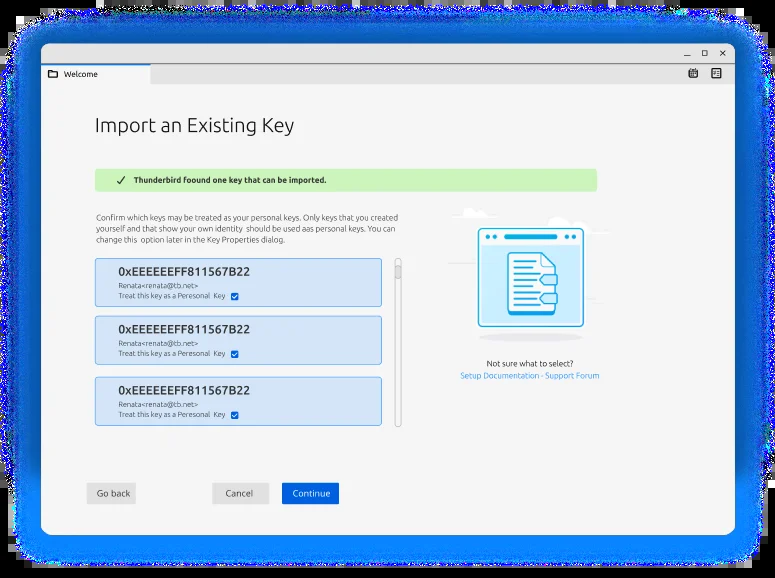 Welcome
Import an Existing Key
Thunderbird foound one key that can be imported.
Confirm which keys may be treated as your personal keys. Only keys that you created
yourself and that show your own identity should be used aas personal keys. You can
change this option later in the Key Properties dialog.
0xEEEEEEFF811567B22
Renata<renata@tb.net>
Treat this key as a Peresonal Key
0xEEEEEEFF811567B22
Renata<renata@tb.net>
Treat this key as a Peresonal Key
0xEEEEEEFF811567B22
Renata<renata@tb.net>
Treat this key as a Peresonal Key
Not sure what to select?
Setup Documentation - Support Forum
Go back
Cancel
Continue